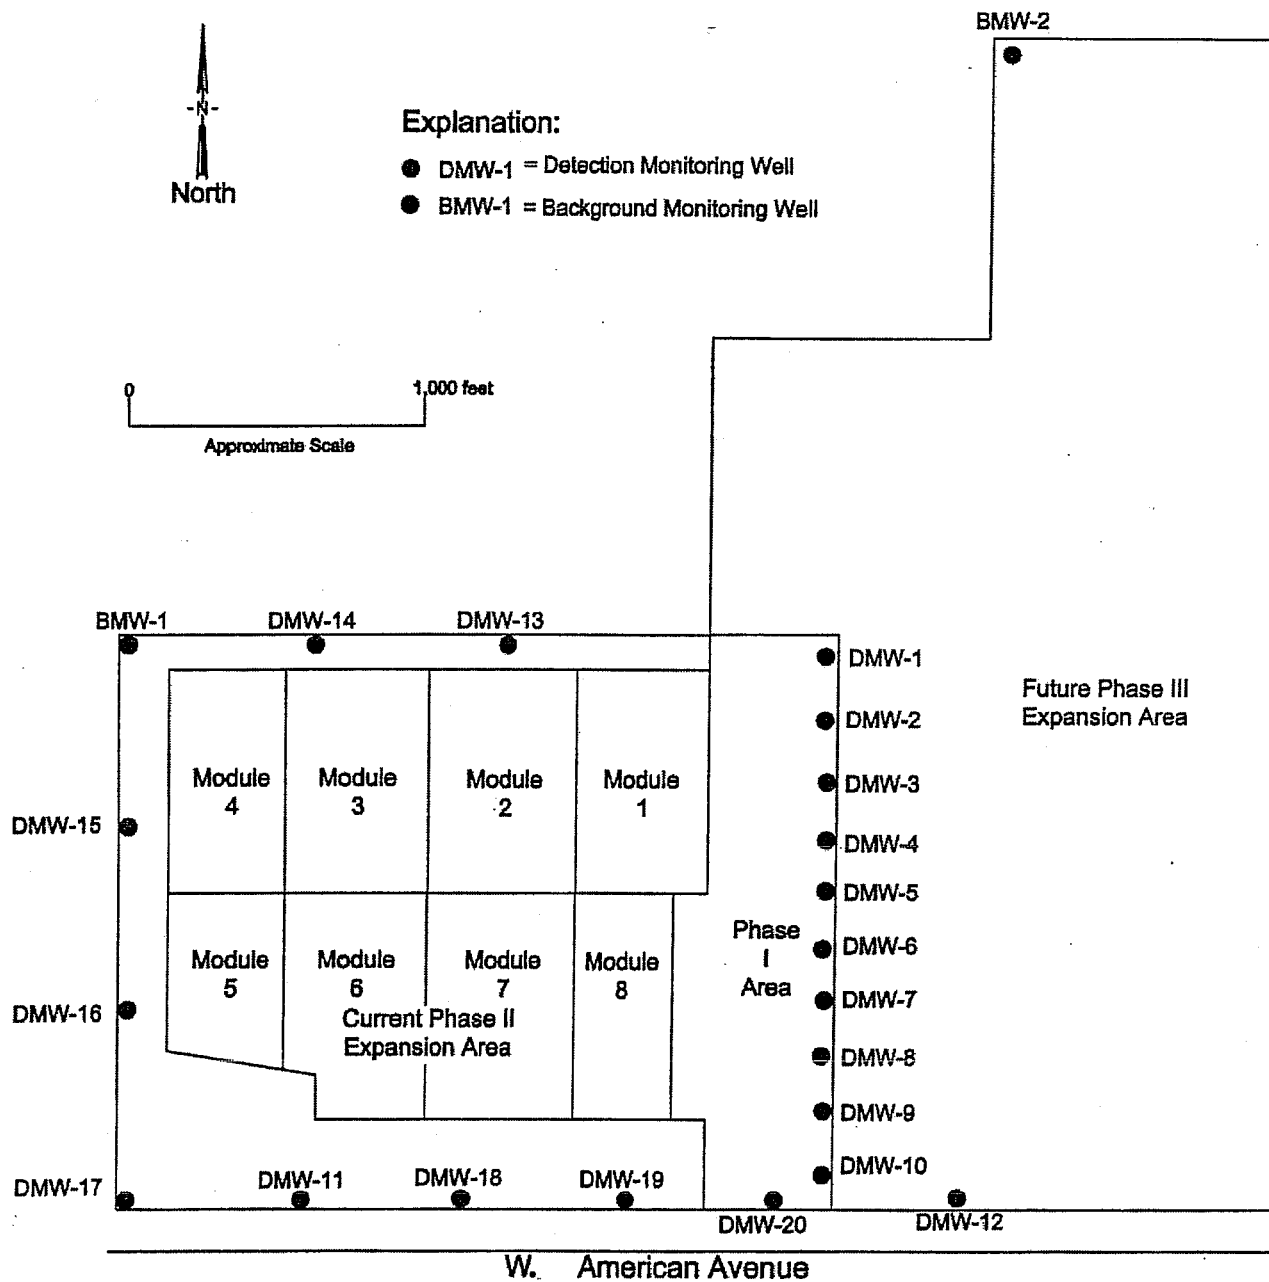 BMW-2
-N-
North
Explanation:
DMW-1 = Detection Monitoring Well
BMW-1 = Background Monitoring Well
0 1,000 feet
Approximate Scale
BMW-1 DMW-14 DMW-13
DMW-1
DMW-2
DMW-3
DMW-4
DMW-5
DMW-6
DMW-7
DMW-8
DMW-9
DMW-10
Future Phase III
Expansion Area
Module
4
Module
3
Module
2
Module
1
DMW-15
Module
5
Module
6
Module
7
Module
8
Phase
I
Area
DMW-16
Current Phase II
Expansion Area
DMW-17
DMW-11
DMW-18
DMW-19
DMW-20
DMW-12
W. American Avenue